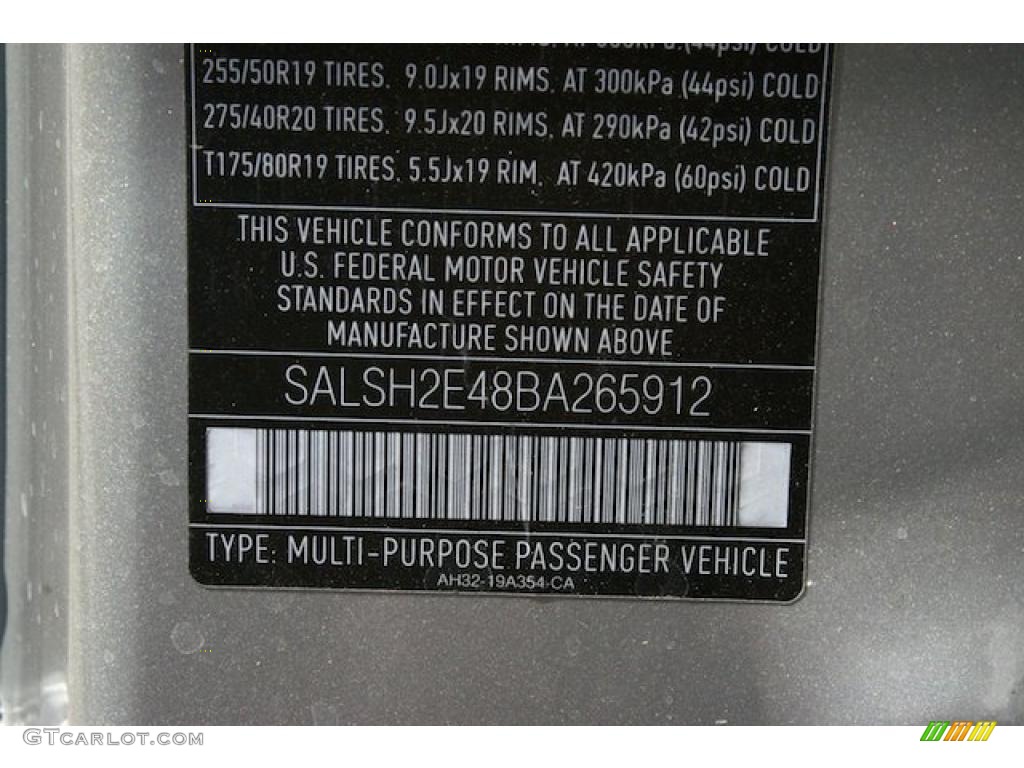 COLD
255/50R19 TIRES. 9.0Jx19 RIMS. AT 300kPa (44psi) COLD
275/40R20 TIRES. 9.5Jx20 RIMS. AT 290kPa (42psi) COLD
T175/80R19 TIRES. 5.5Jx19 RIM. AT 420kPa (60psi) COLD
THIS VEHICLE CONFORMS TO ALL APPLICABLE
U.S. FEDERAL MOTOR VEHICLE SAFETY
STANDARDS IN EFFECT ON THE DATE OF
MANUFACTURE SHOWN ABOVE
SALSH2E48BA265912
TYPE: MULTI-PURPOSE PASSENGER VEHICLE
AH32-19A354-CA
GTCarlot.com